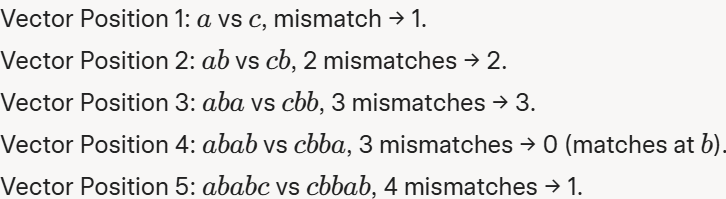 Vector Position 1: a vs c, mismatch → 1.
Vector Position 2: ab vs cb, 2 mismatches → 2.
Vector Position 3: aba vs cbb, 3 mismatches → 3.
Vector Position 4: abab vs cbba, 3 mismatches → 0 (matches at b).
Vector Position 5: ababc vs cbbab, 4 mismatches → 1.